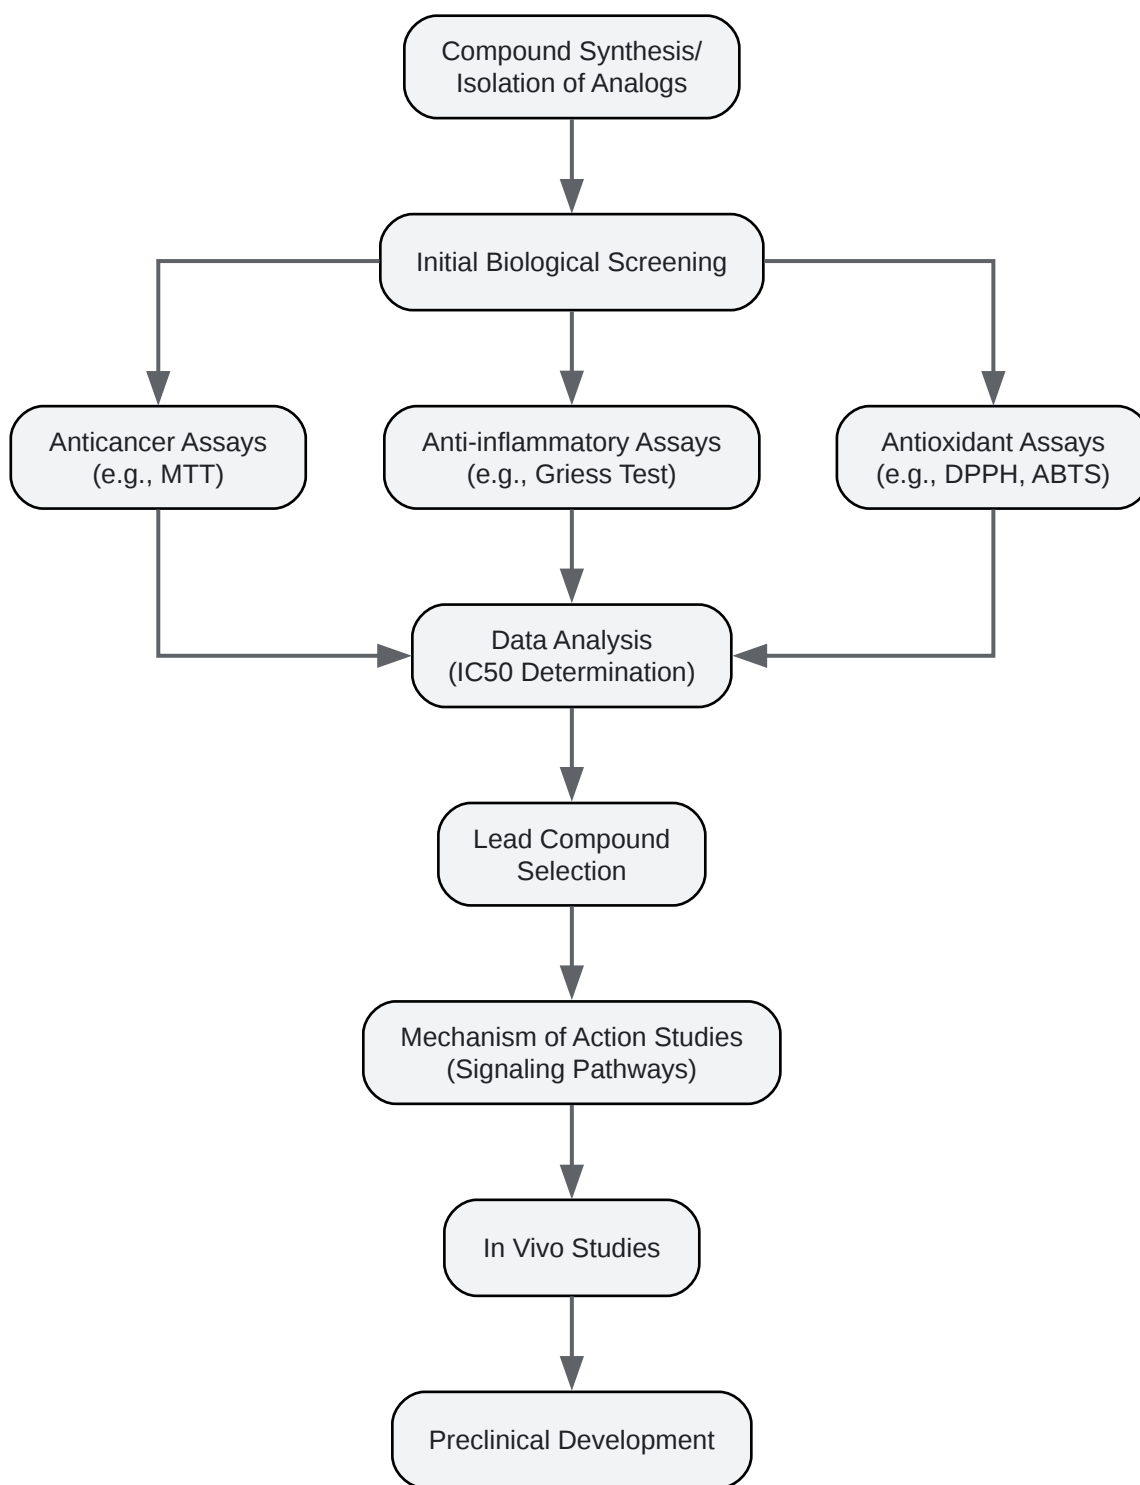 Compound Synthesis/
Isolation of Analogs
Initial Biological Screening
Anticancer Assays
(e.g., MTT)
Anti-inflammatory Assays
(e.g., Griess Test)
Antioxidant Assays
(e.g., DPPH, ABTS)
Data Analysis
(IC50 Determination)
Lead Compound
Selection
Mechanism of Action Studies
(Signaling Pathways)
In Vivo Studies
Preclinical Development